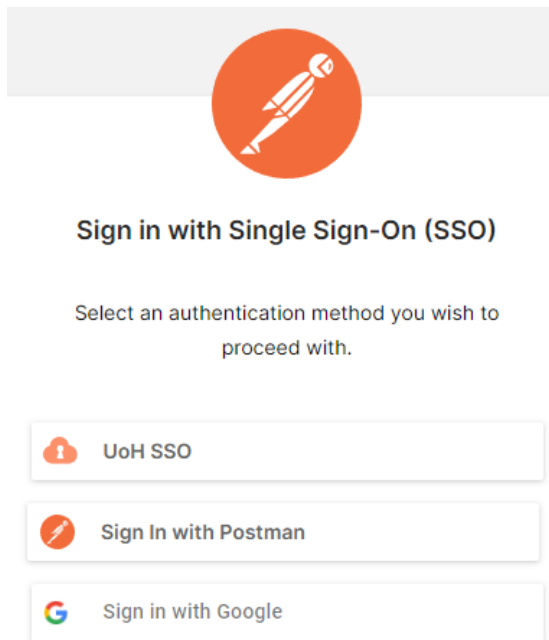 Sign in with Single Sign-On (SSO)
Select an authentication method you wish to
proceed with.
UoH SSO
Sign In with Postman
Sign in with Google